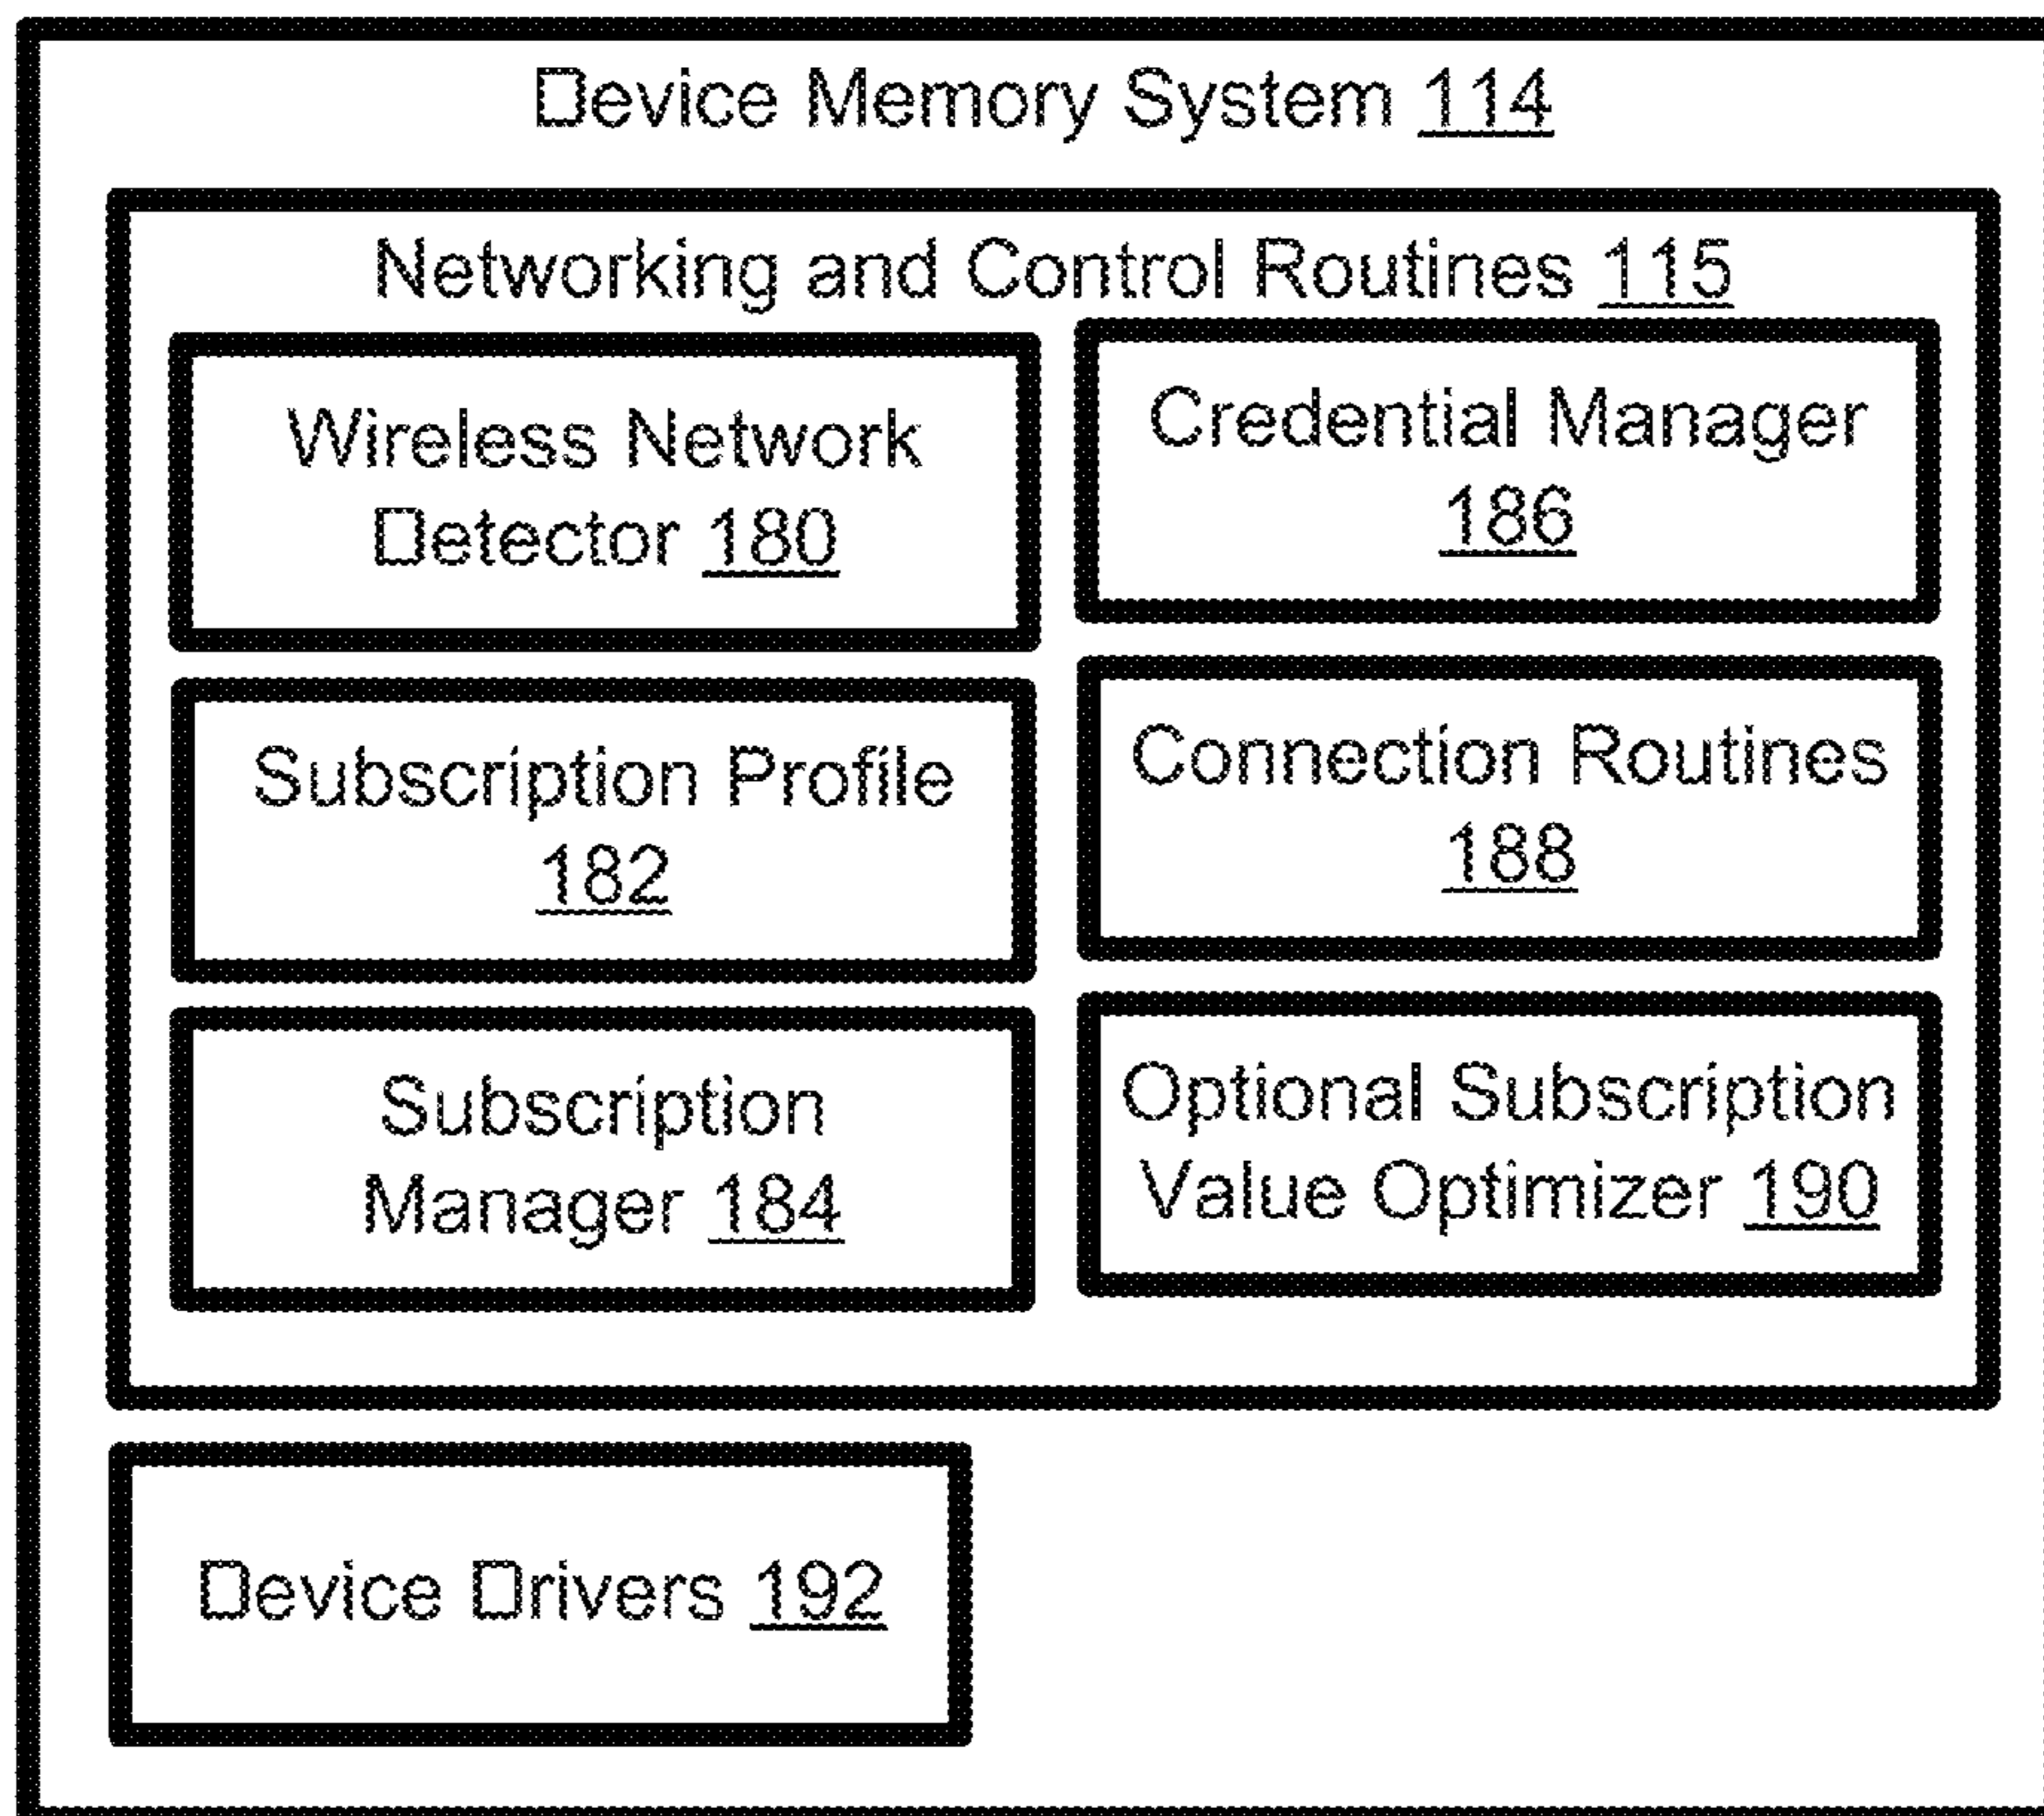 Device Memory System 114
Networking and Control Routines 115
Wireless Network
Detector 180
Subscription Profile
182
Subscription
Manager 184
Credential Manager
186
Connection Routines
188
Optional Subscription
Value Optimizer 190
Device Drivers 192